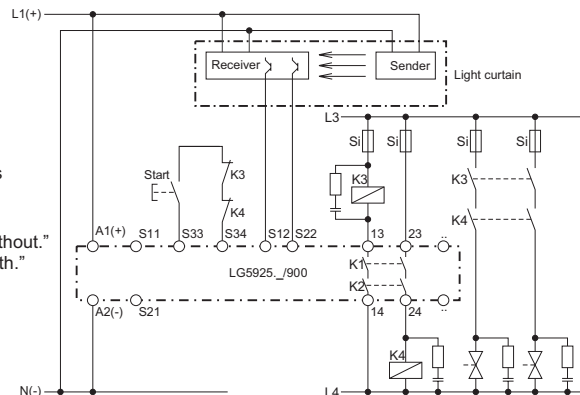 L1(+)
Receiver
Sender
Light curtain
L3
Si
Si
Si
Si
s
Start
K3
K4
K3
K3
K4
thout."
th."
A1(+)
S11
S33
S34
S12
S22
13
23
..
K1
LG5925._/900
K2
A2(-)
S21
14
24
..
K4
N(-)
L4